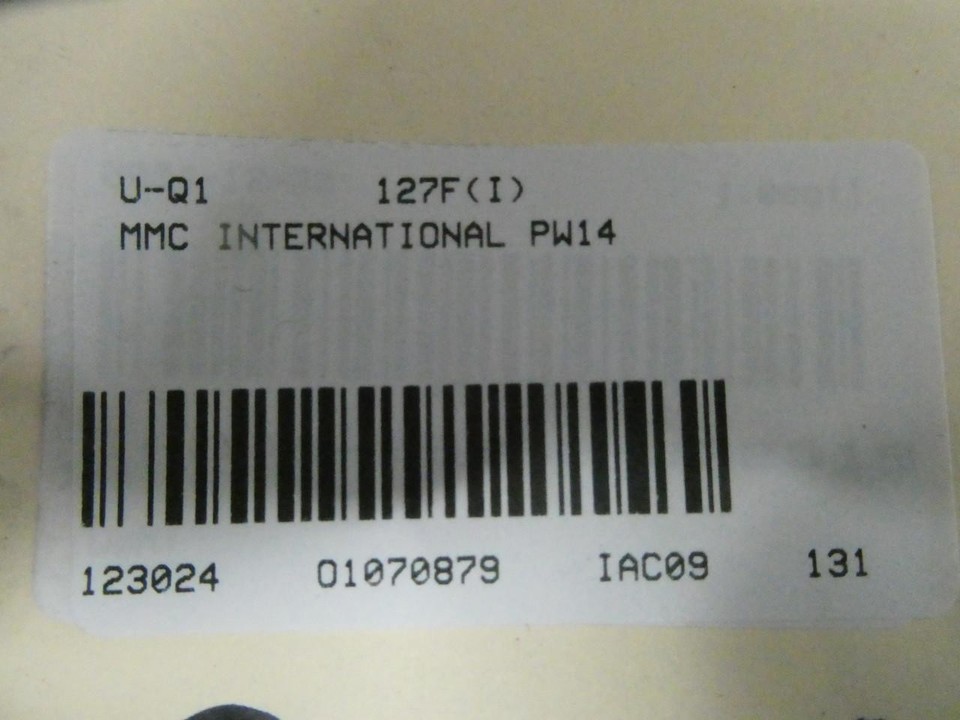 U-Q1 127F(I)
MMC INTERNATIONAL PW14
123024 01070879 IAC09 131